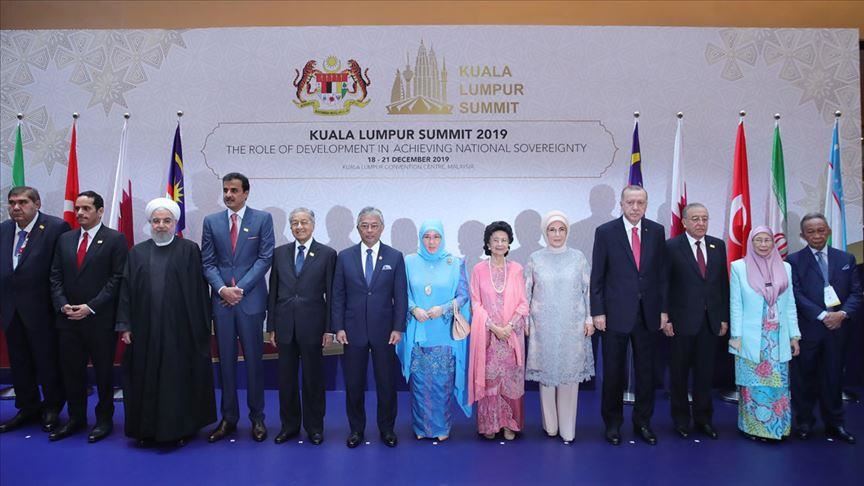 KUALA
LUMPUR
SUMMIT
KUALA LUMPUR SUMMIT 2019
THE ROLE OF DEVELOPMENT IN ACHIEVING NATIONAL SOVEREIGNTY
18 - 21 DECEMBER 2019
KUALA LUMPUR CONVENTION CENTRE, MALAYSIA